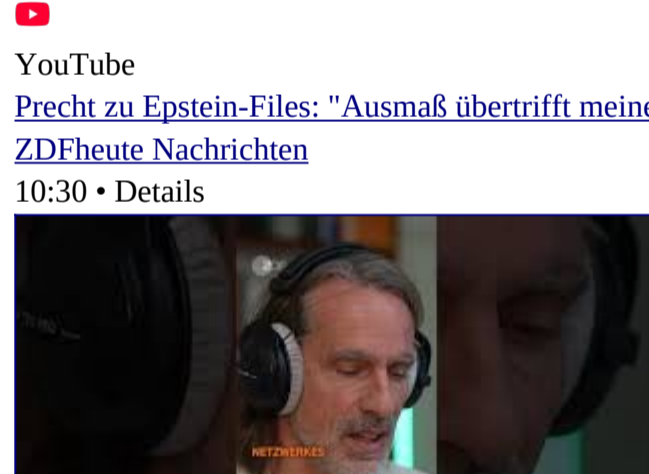 YouTube
Precht zu Epstein-Files: "Ausmaß übertrifft meine
ZDFheute Nachrichten
10:30 • Details
NETZWERKES